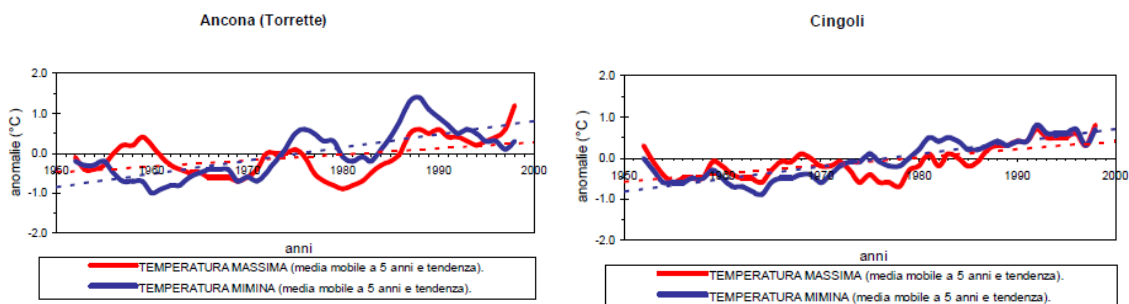 Ancona (Torrette)
2.0
1.0
0.0
-1.0
-2.0
1950
1960
1970
1980
1990
2000
anomalie (°C)
anni
TEMPERATURA MASSIMA (media mobile a 5 anni e tendenza).
TEMPERATURA MIMINA (media mobile a 5 anni e tendenza).
Cingoli
2.0
1.0
0.0
-1.0
-2.0
1950
1960
1970
1980
1990
2000
anomalie (°C)
anni
TEMPERATURA MASSIMA (media mobile a 5 anni e tendenza).
TEMPERATURA MIMINA (media mobile a 5 anni e tendenza).